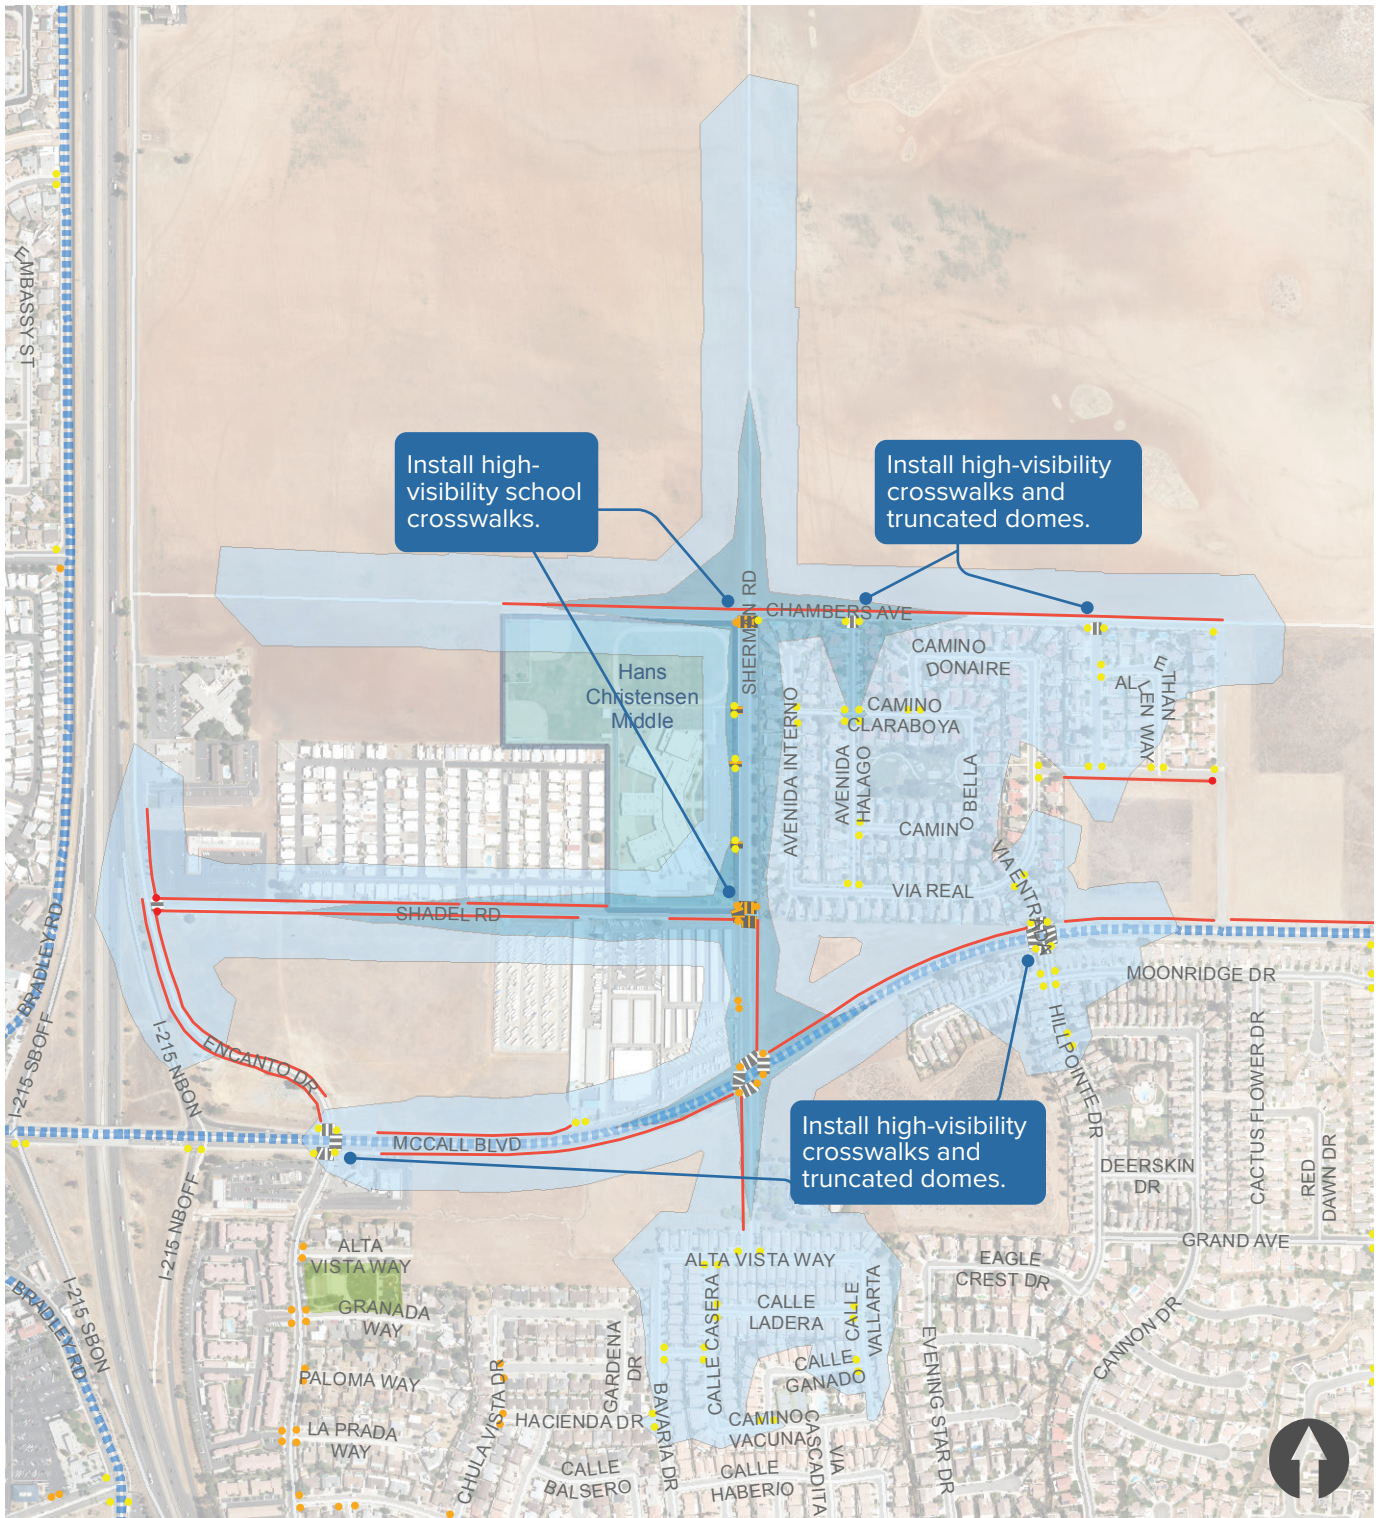 EMBASSY ST
Install high-
visibility school
crosswalks.
Install high-visibility
crosswalks and
truncated domes.
SHERMAN RD
CHAMBERS AVE
Hans
Christensen
Middle
CAMINO
DONAIRE
ETHAN
ALLEN WAY
AVENIDA INTERNO
CAMINO
CLARABOYA
AVENIDA
HALAGO
CAMINO BELLA
VIA REAL
VIA ENTRADA
SHADEL RD
BRADLEY RD
MOONRIDGE DR
I-215 SBOFF
I-215 NBON
ENCANTO DR
HILLPOINTE DR
CACTUS FLOWER DR
MCCALL BLVD
Install high-visibility
crosswalks and
truncated domes.
DEERSKIN
DR
RED
DAWN DR
I-215 NBOFF
ALTA
VISTA WAY
ALTA VISTA WAY
EAGLE
CREST DR
GRAND AVE
BRADLEY RD
I-215 SBON
GRANADA
WAY
GARDENA
DR
CALLE CASERA
CALLE
LADERA
CALLE
VALLARTA
CANNON DR
PALOMA WAY
CHULA VISTA DR
CALLE
GANADO
EVENING STAR DR
LA PRADA
WAY
HACIENDA DR
BAVARIA DR
CAMINO
VACUNA
CASCADITA
VIA
CALLE
BALSERO
CALLE
HABERIO